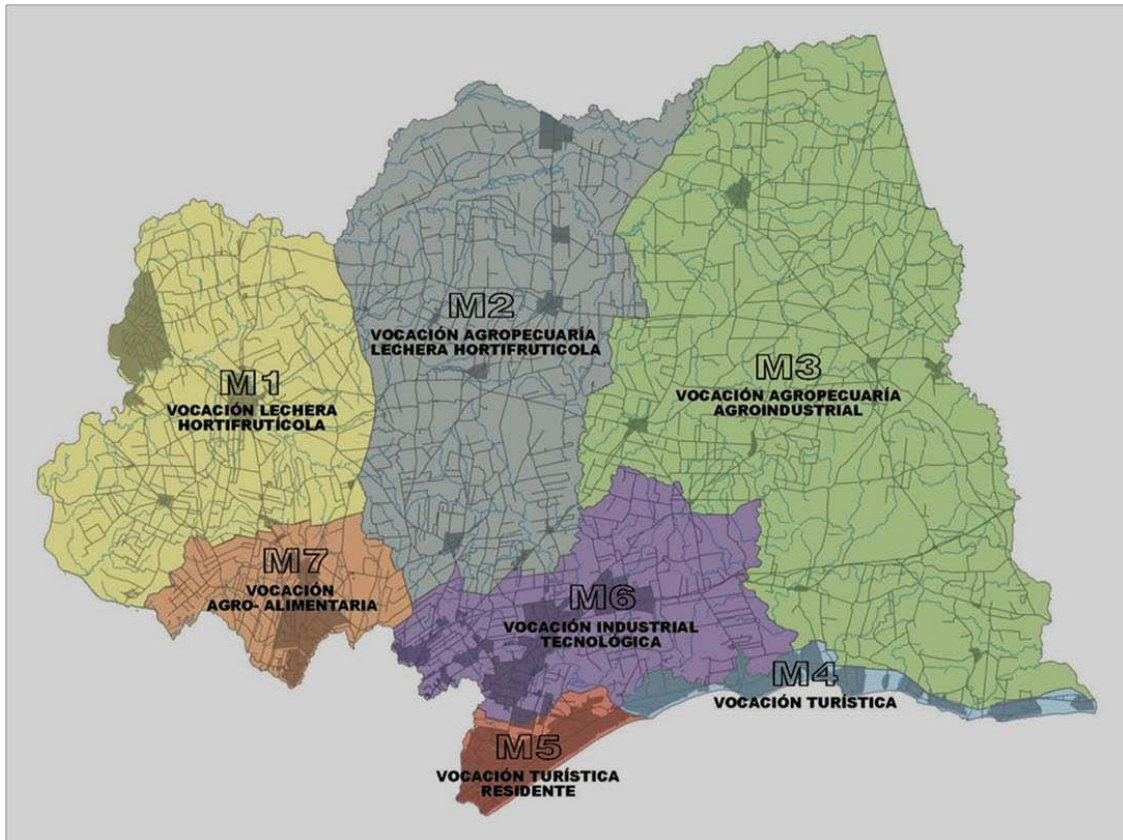 M2
VOCACIÓN AGROPECUARÍA
LECHERA HORTIFRUTICOLA
M1
VOCACIÓN LECHERA
HORTIFRUTÍCOLA
M3
VOCACIÓN AGROPECUARÍA
AGROINDUSTRIAL
M7
VOCACIÓN
AGRO- ALIMENTARIA
M6
VOCACIÓN INDUSTRIAL
TECNOLÓGICA
M4
VOCACIÓN TURÍSTICA
M5
VOCACIÓN TURÍSTICA
RESIDENTE